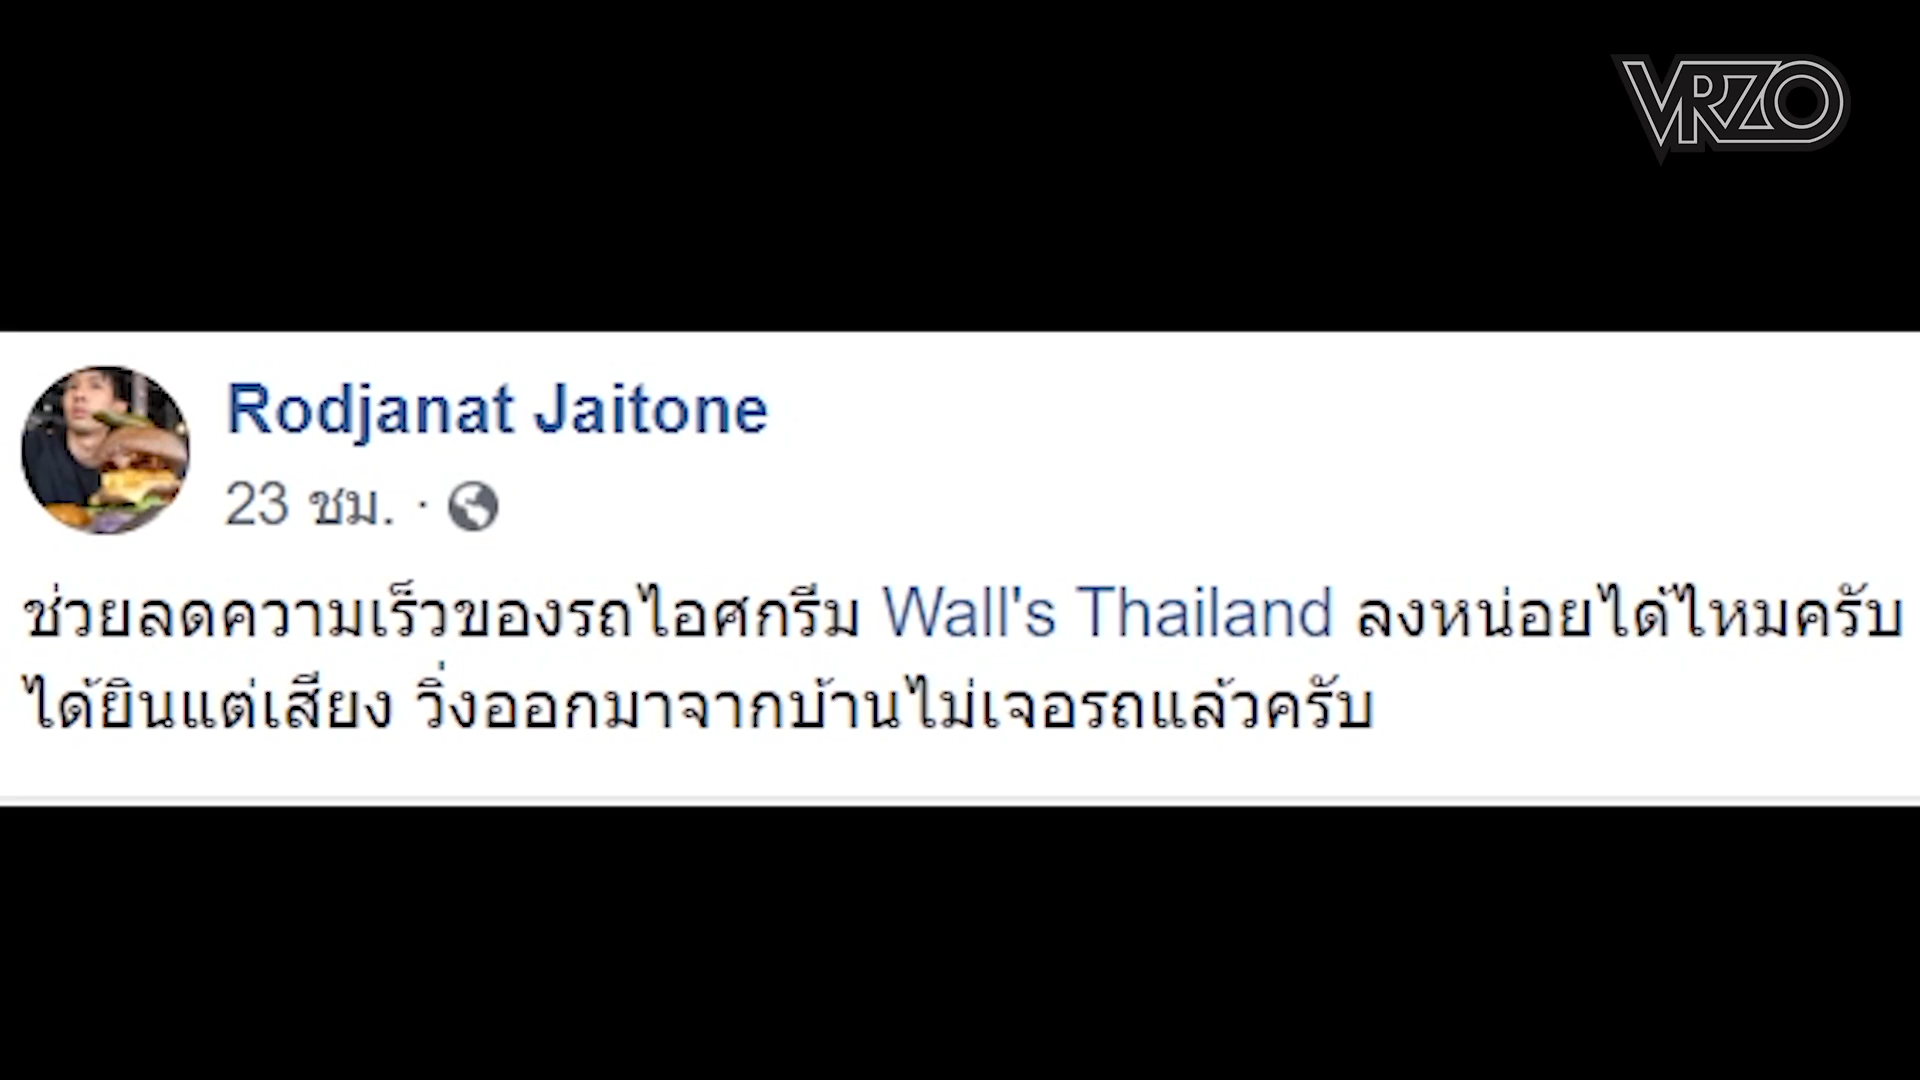 VRZO
Rodjanat Jaitone
23 ชม. ·
ช่วยลดความเร็วของรถไอศกรีม Wall's Thailand ลงหน่อยได้ไหมครับ
ได้ยินแต่เสียง วิ่งออกมาจากบ้านไม่เจอรถแล้วครับ